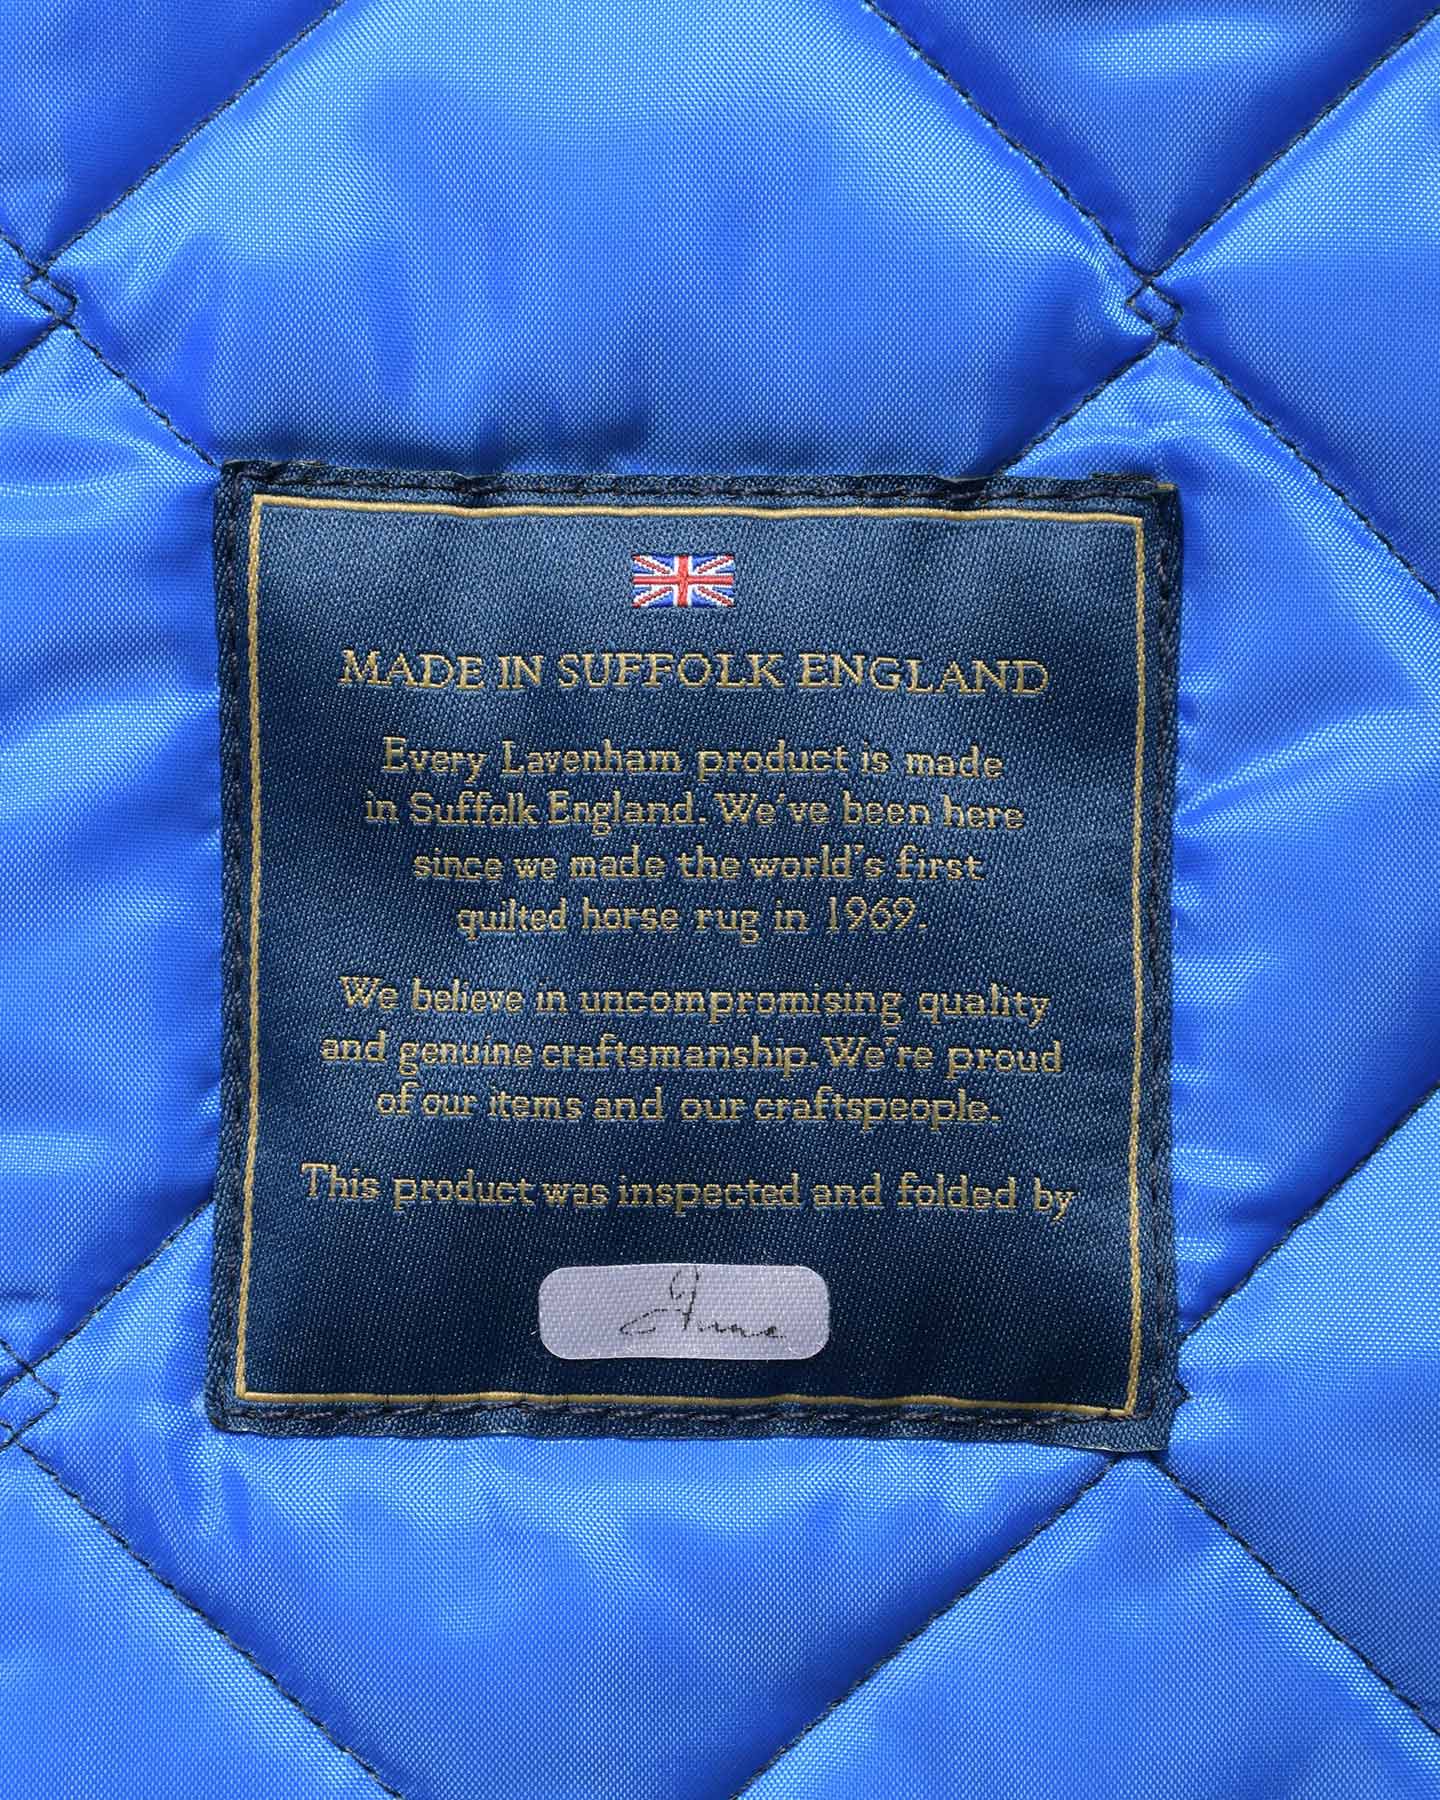 MADE IN SUFFOLK ENGLAND
Every Lavenham product is made
in Suffolk England. We've been here
since we made the world's first
quilted horse rug in 1969.
We believe in uncompromising quality
and genuine craftsmanship. We're proud
of our items and our craftspeople.
This product was inspected and folded by
June